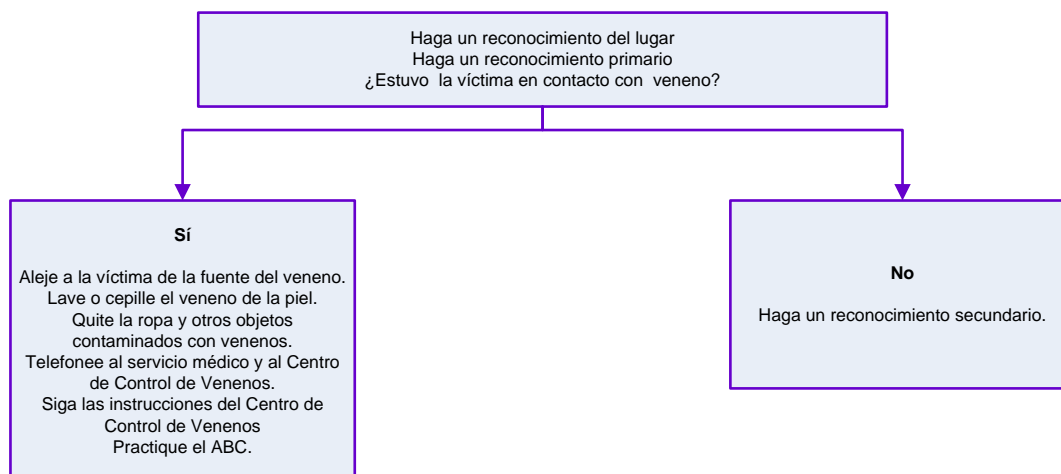 Haga un reconocimiento del lugar
Haga un reconocimiento primario
¿Estuvo la víctima en contacto con veneno?
Sí
Aleje a la víctima de la fuente del veneno.
Lave o cepille el veneno de la piel.
Quite la ropa y otros objetos
contaminados con venenos.
Telefonee al servicio médico y al Centro
de Control de Venenos.
Siga las instrucciones del Centro de
Control de Venenos
Practique el ABC.
No
Haga un reconocimiento secundario.